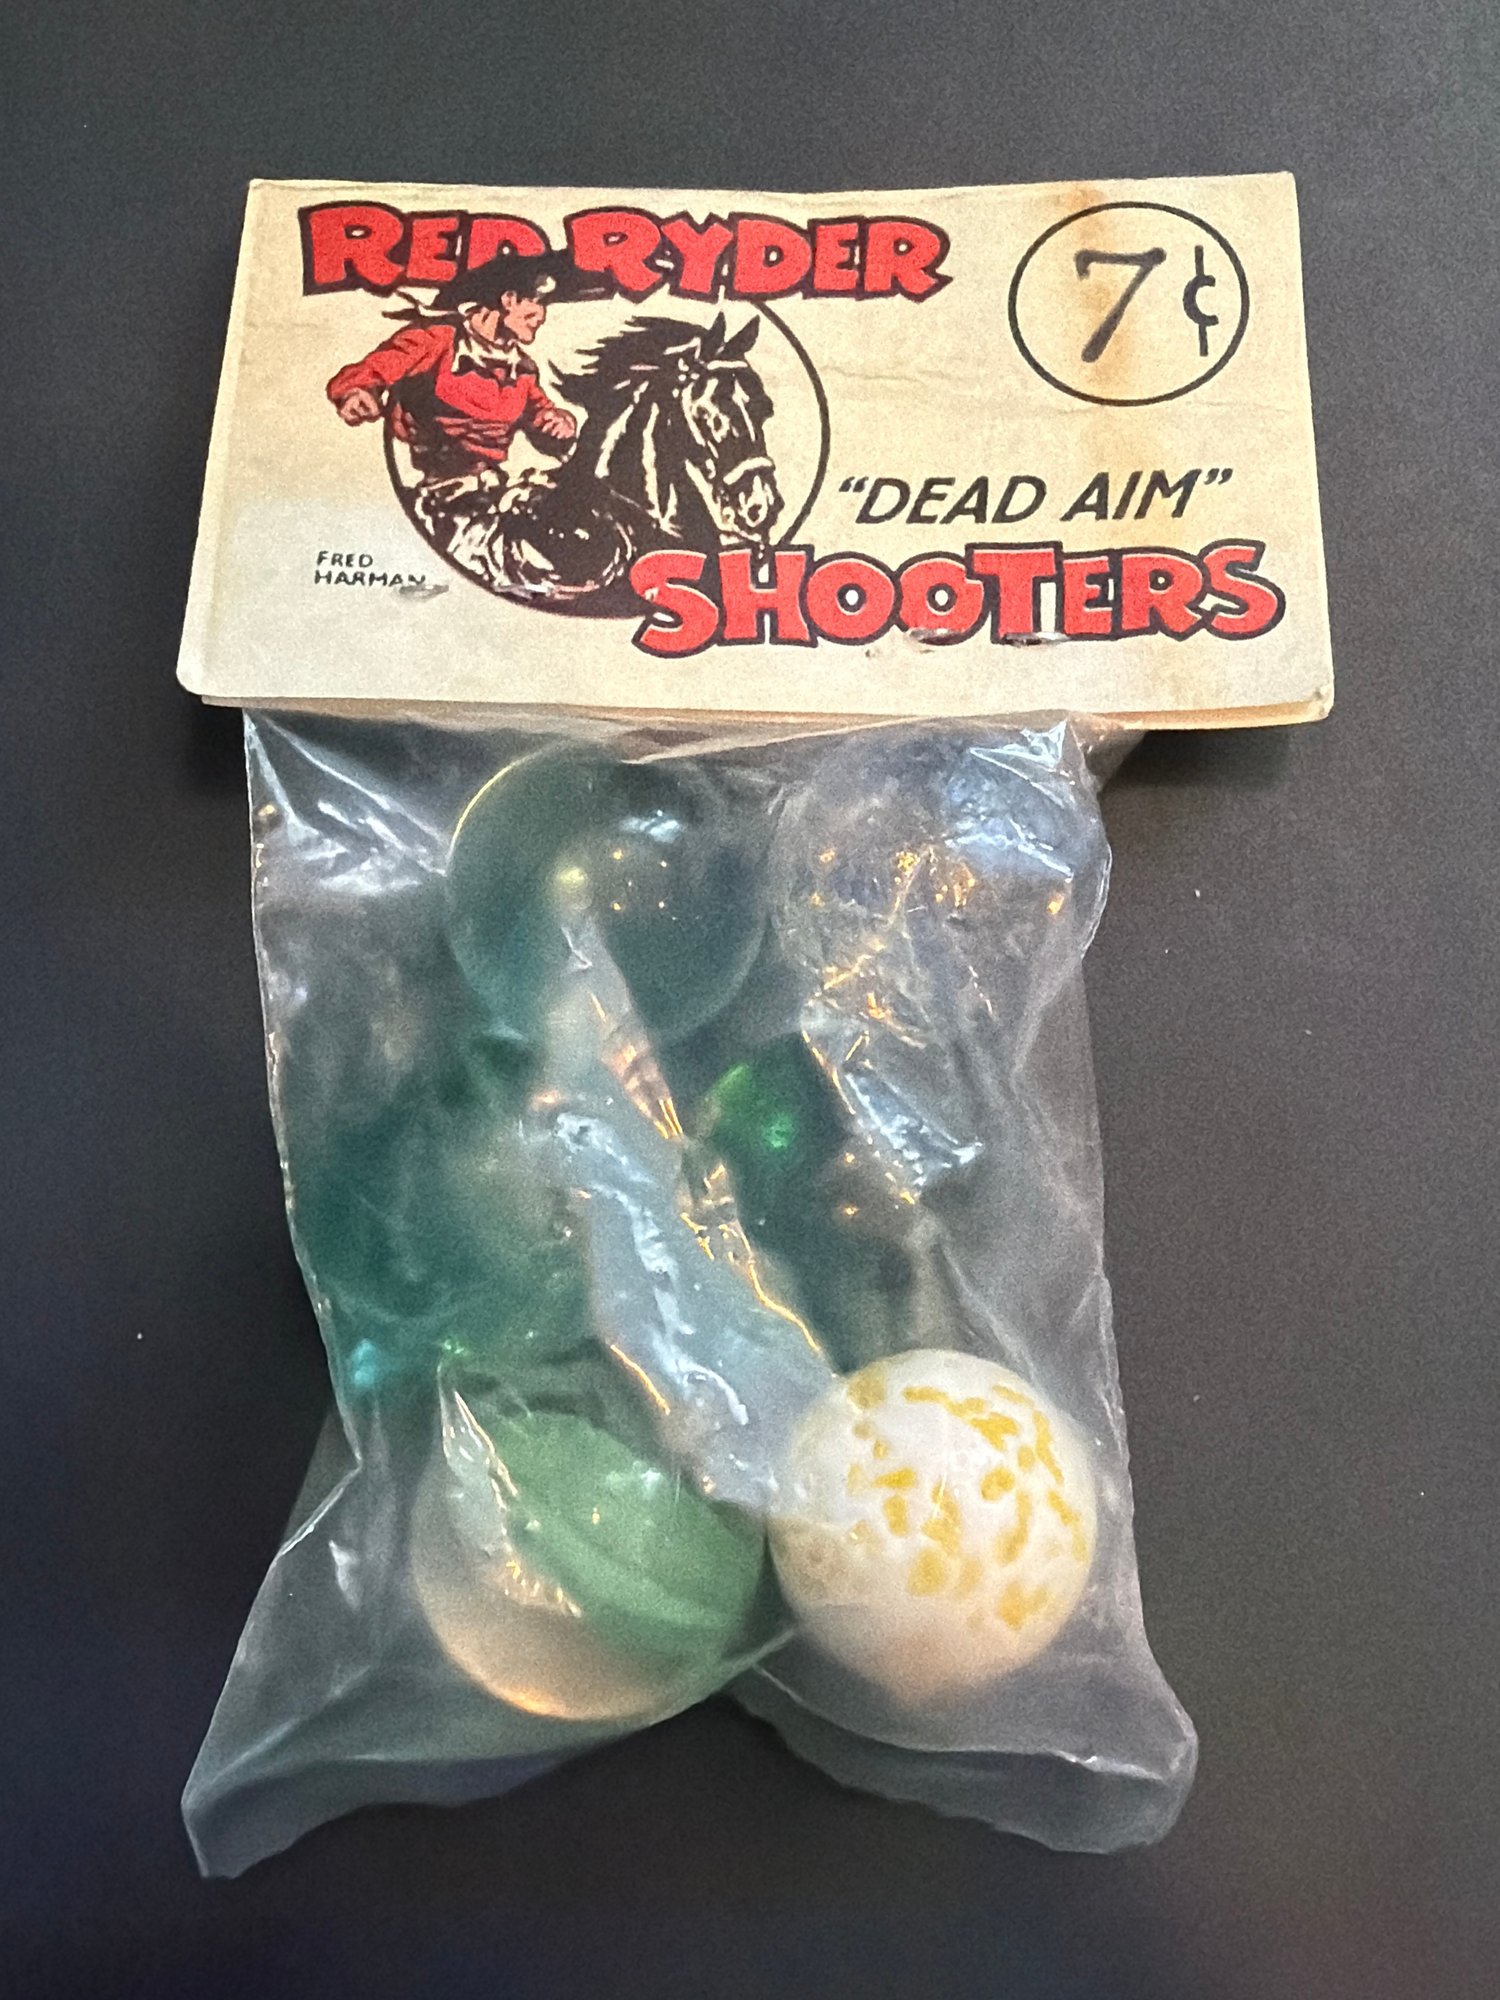 RED RYDER
7¢
"DEAD AIM"
SHOOTERS
FRED
HARMAN